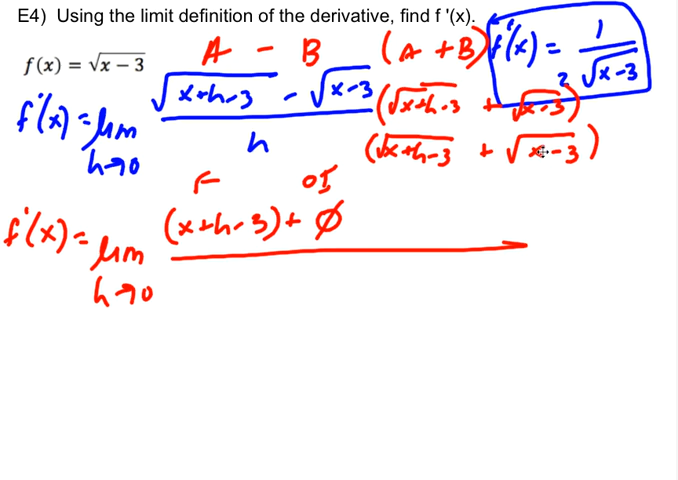 E4) Using the limit definition of the derivative, find f '(x).
f(x) = √x − 3
A - B (A + B)
f'(x) = 1 / 2√x-3
f'(x) = lim h→0 √x+h-3 - √x-3 / h (√x+h-3 + √x-3) / (√x+h-3 + √x-3)
F OI
f'(x) = lim h→0 (x+h-3) + ∅